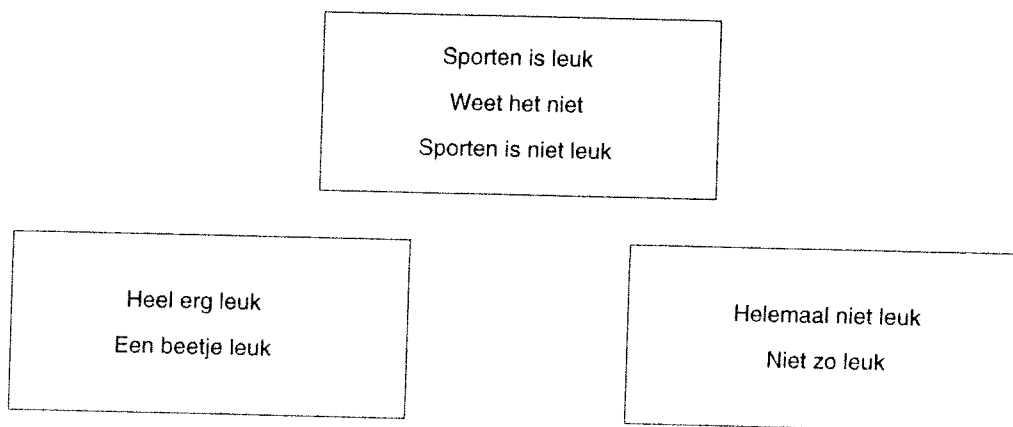 Sporten is leuk
Weet het niet
Sporten is niet leuk
Heel erg leuk
Een beetje leuk
Helemaal niet leuk
Niet zo leuk